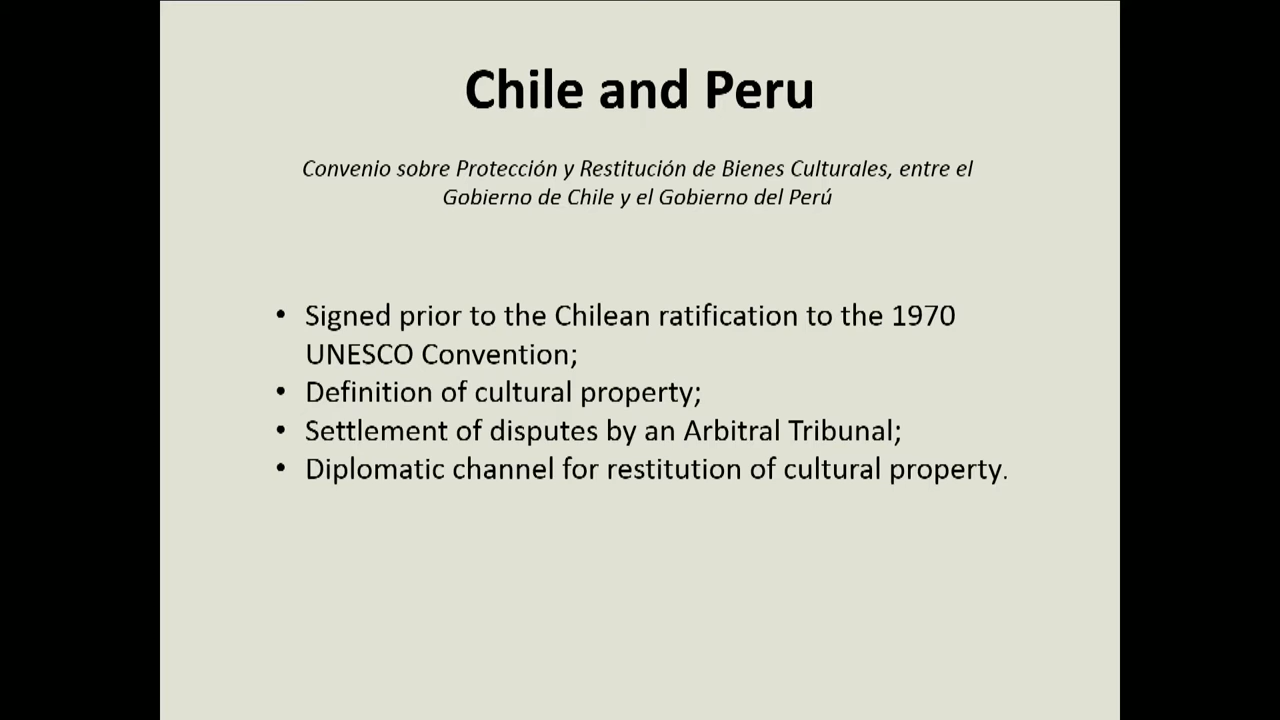 Chile and Peru
Convenio sobre Protección y Restitución de Bienes Culturales, entre el
Gobierno de Chile y el Gobierno del Perú
• Signed prior to the Chilean ratification to the 1970
UNESCO Convention;
• Definition of cultural property;
• Settlement of disputes by an Arbitral Tribunal;
• Diplomatic channel for restitution of cultural property.